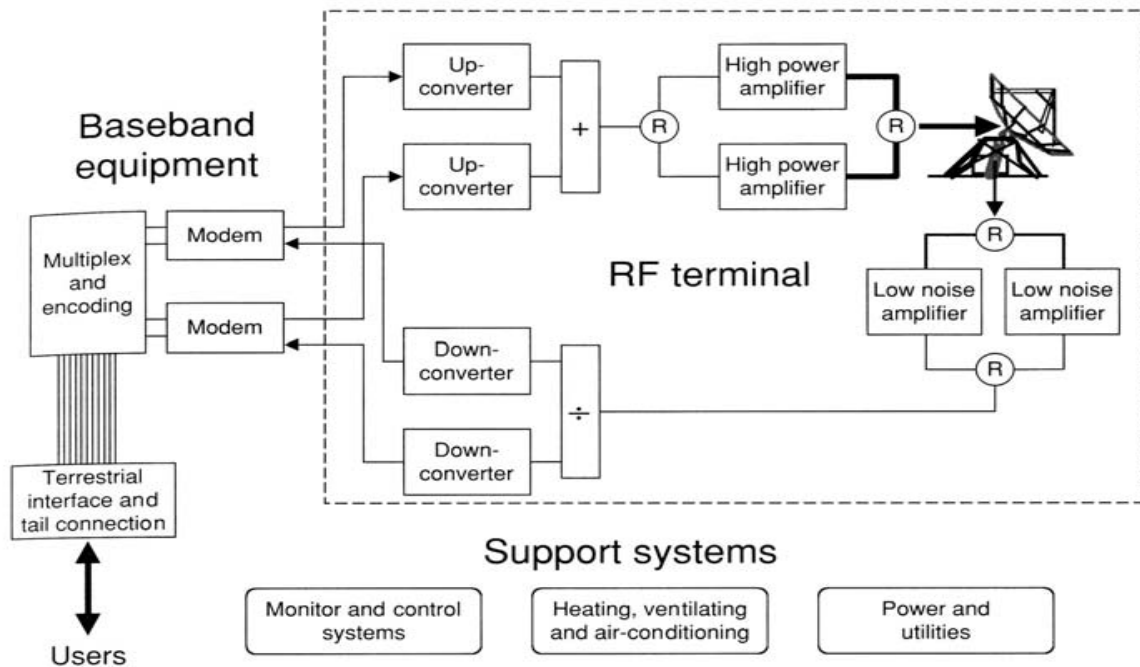 Baseband
equipment
Multiplex
and
encoding
Modem
Modem
Terrestrial
interface and
tail connection
Users
Up-
converter
Up-
converter
+
R
High power
amplifier
High power
amplifier
R
RF terminal
R
Low noise
amplifier
Low noise
amplifier
R
Down-
converter
Down-
converter
÷
Support systems
Monitor and control
systems
Heating, ventilating
and air-conditioning
Power and
utilities